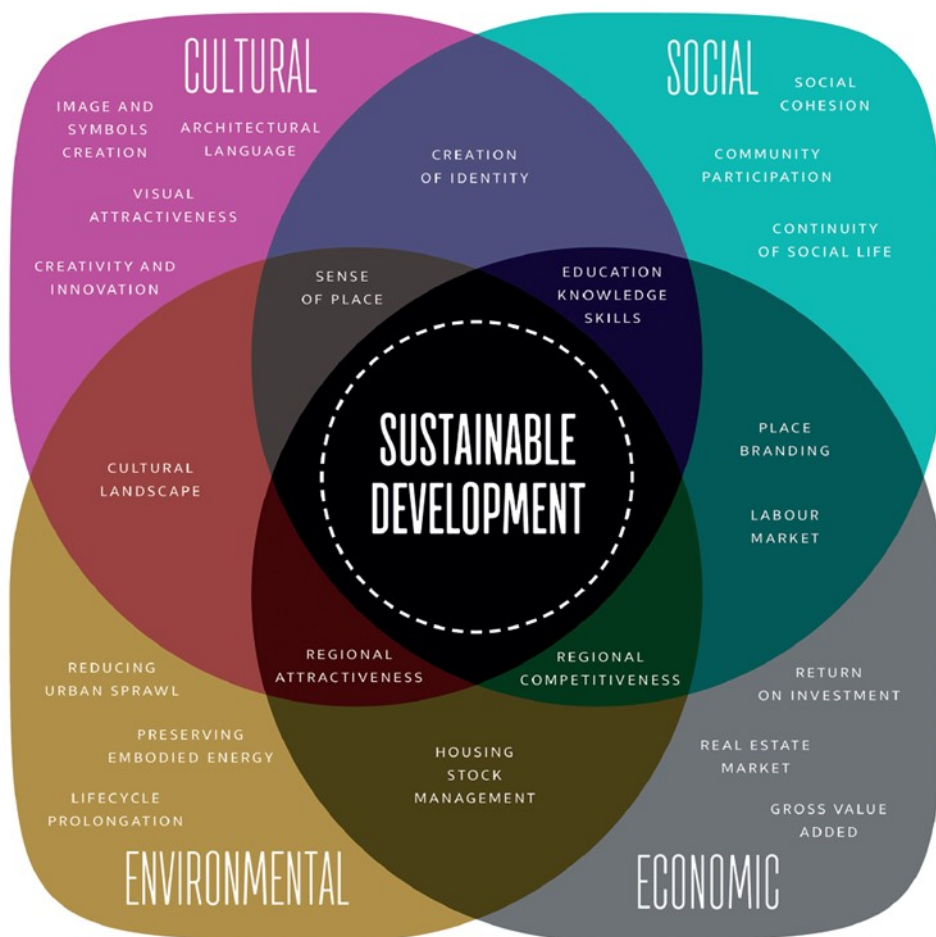 CULTURAL
IMAGE AND
SYMBOLS
CREATION
ARCHITECTURAL
LANGUAGE
VISUAL
ATTRACTIVENESS
CREATIVITY AND
INNOVATION
CREATION
OF IDENTITY
SOCIAL
SOCIAL
COHESION
COMMUNITY
PARTICIPATION
CONTINUITY
OF SOCIAL LIFE
SENSE
OF PLACE
EDUCATION
KNOWLEDGE
SKILLS
CULTURAL
LANDSCAPE
SUSTAINABLE
DEVELOPMENT
PLACE
BRANDING
LABOUR
MARKET
REGIONAL
ATTRACTIVENESS
REGIONAL
COMPETITIVENESS
REDUCING
URBAN SPRAWL
PRESERVING
EMBODIED ENERGY
LIFECYCLE
PROLONGATION
ENVIRONMENTAL
HOUSING
STOCK
MANAGEMENT
RETURN
ON INVESTMENT
REAL ESTATE
MARKET
GROSS VALUE
ADDED
ECONOMIC